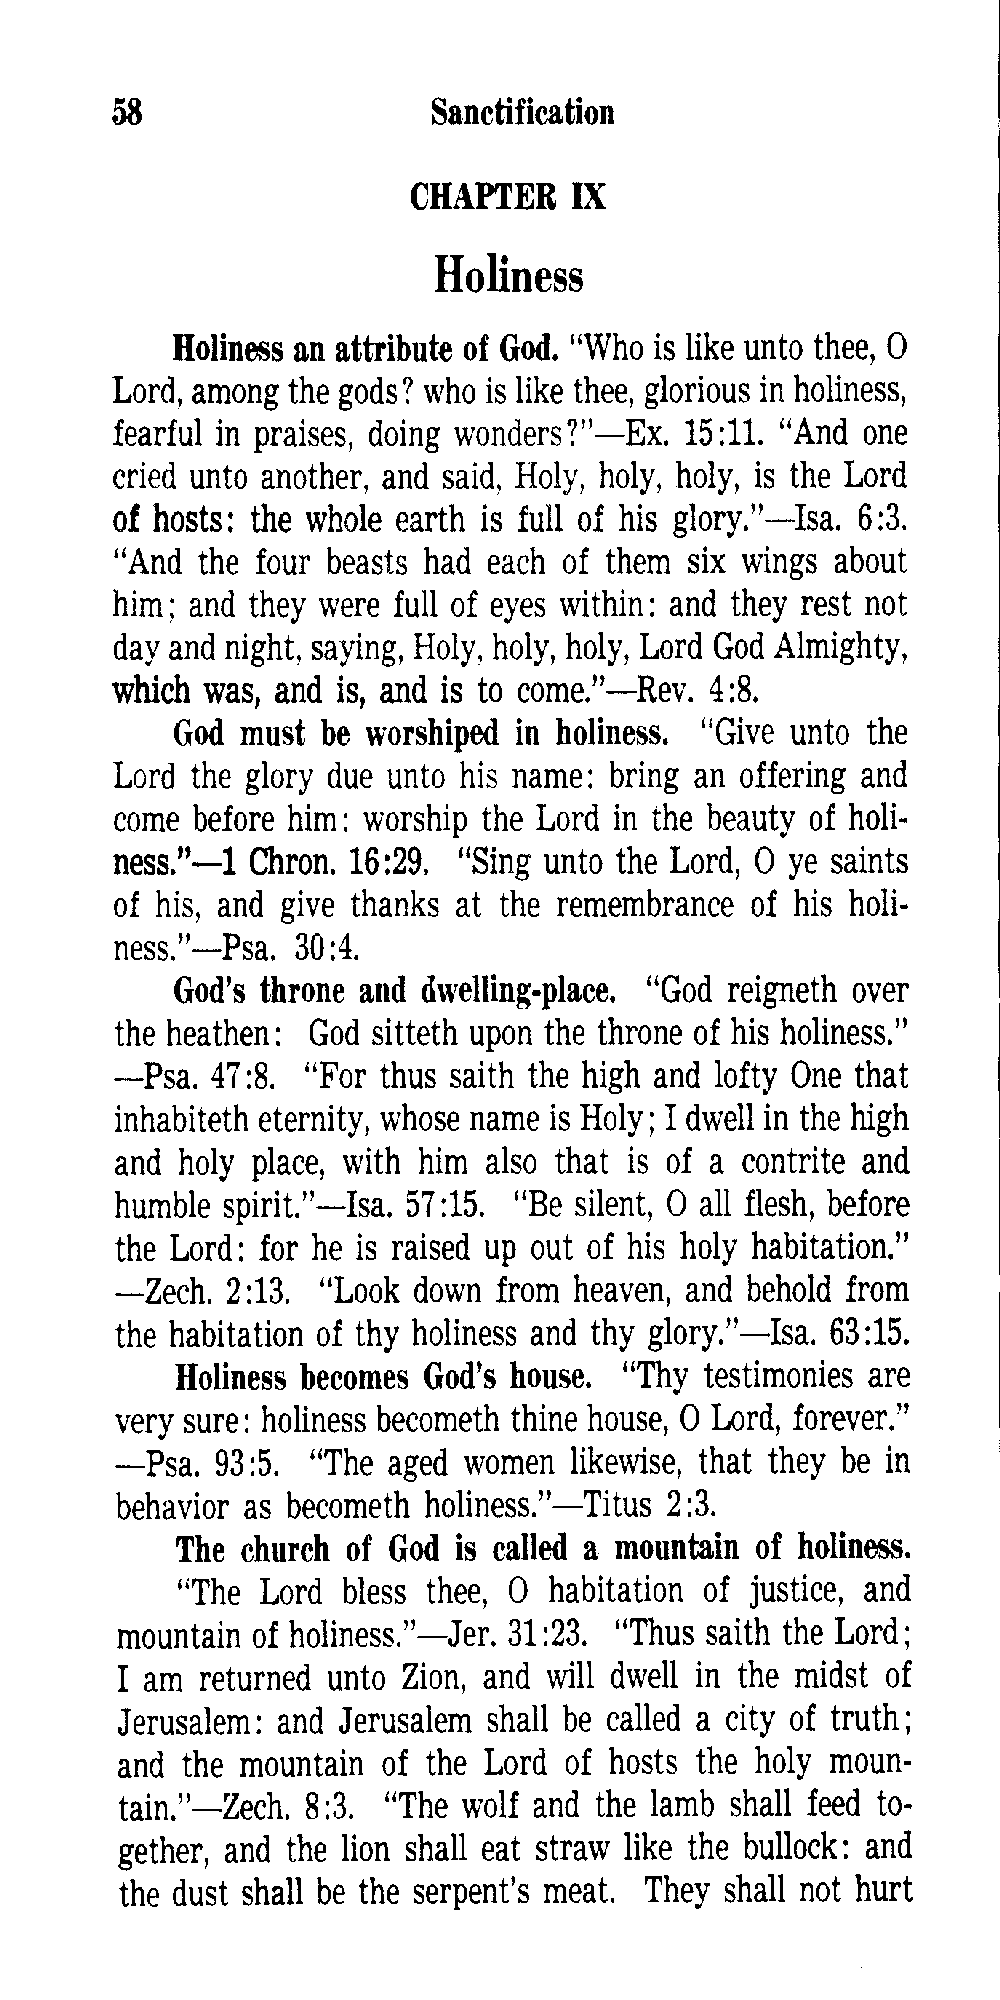 58 Sanctification
CHAPTER IX
Holiness
Holiness an attribute of God. “Who is like unto thee, O
Lord, among the gods? who is like thee, glorious in holiness,
fearful in praises, doing wonders?”—Ex. 15:11. “And one
cried unto another, and said, Holy, holy, holy, is the Lord
of hosts: the whole earth is full of his glory.”—Isa. 6:3.
“And the four beasts had each of them six wings about
him; and they were full of eyes within: and they rest not
day and night, saying, Holy, holy, holy, Lord God Almighty,
which was, and is, and is to come.”—Rev. 4:8.
God must be worshiped in holiness. “Give unto the
Lord the glory due unto his name: bring an offering and
come before him: worship the Lord in the beauty of holi-
ness.”—1 Chron. 16:29. “Sing unto the Lord, O ye saints
of his, and give thanks at the remembrance of his holi-
ness.”—Psa. 30:4.
God’s throne and dwelling-place. “God reigneth over
the heathen: God sitteth upon the throne of his holiness.”
—Psa. 47:8. “For thus saith the high and lofty One that
inhabiteth eternity, whose name is Holy; I dwell in the high
and holy place, with him also that is of a contrite and
humble spirit.”—Isa. 57:15. “Be silent, O all flesh, before
the Lord: for he is raised up out of his holy habitation.”
—Zech. 2:13. “Look down from heaven, and behold from
the habitation of thy holiness and thy glory.”—Isa. 63:15.
Holiness becomes God’s house. “Thy testimonies are
very sure: holiness becometh thine house, O Lord, forever.”
—Psa. 93:5. “The aged women likewise, that they be in
behavior as becometh holiness.”—Titus 2:3.
The church of God is called a mountain of holiness.
“The Lord bless thee, O habitation of justice, and
mountain of holiness.”—Jer. 31:23. “Thus saith the Lord;
I am returned unto Zion, and will dwell in the midst of
Jerusalem: and Jerusalem shall be called a city of truth;
and the mountain of the Lord of hosts the holy moun-
tain.”—Zech. 8:3. “The wolf and the lamb shall feed to-
gether, and the lion shall eat straw like the bullock: and
the dust shall be the serpent’s meat. They shall not hurt